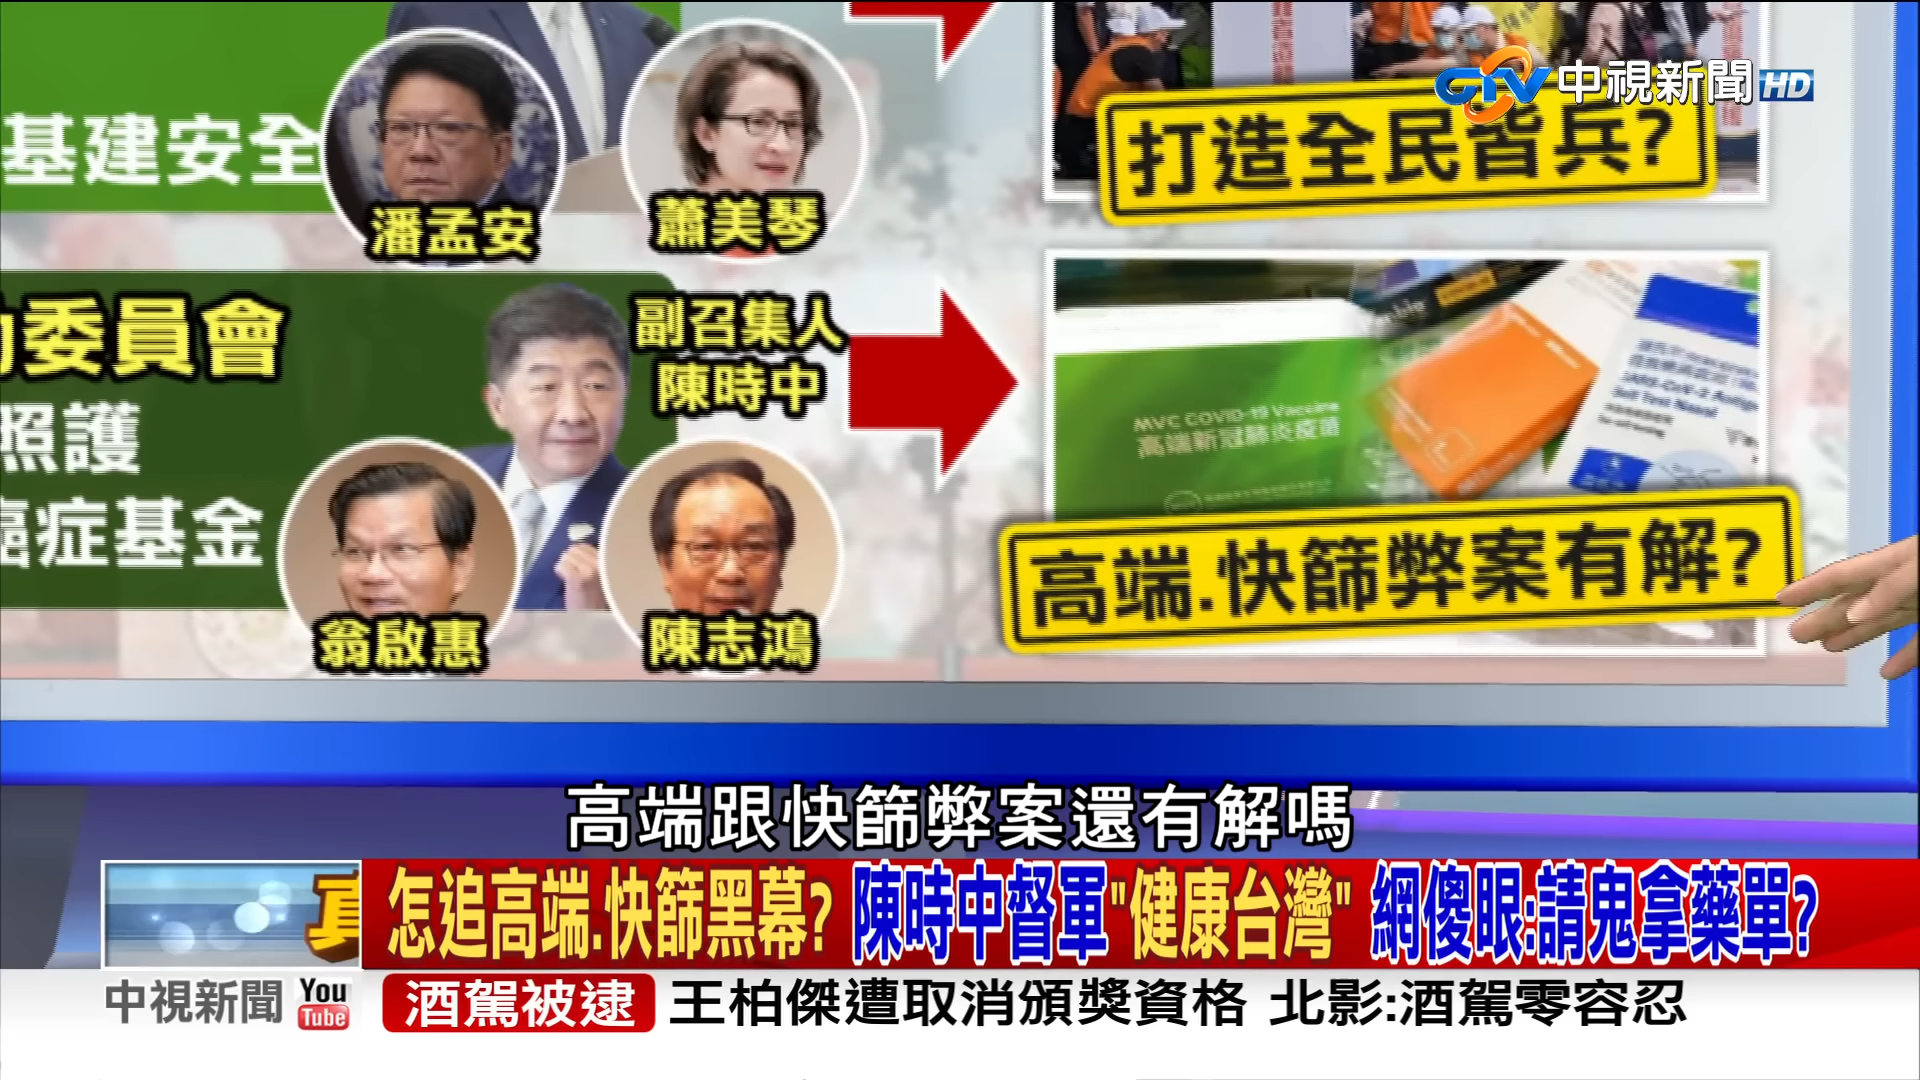 中視新聞HD
打造全民皆兵?
基建安全
潘孟安
蕭美琴
委員會
副召集人
陳時中
照護
癌症基金
翁啟惠
陳志鴻
MVC COVID-19 Vaccine
高端新冠肺炎疫苗
高端.快篩弊案有解?
高端跟快篩弊案還有解嗎
怎追高端.快篩黑幕? 陳時中督軍"健康台灣" 網傻眼:請鬼拿藥單?
中視新聞 YouTube 酒駕被逮 王柏傑遭取消頒獎資格 北影:酒駕零容忍